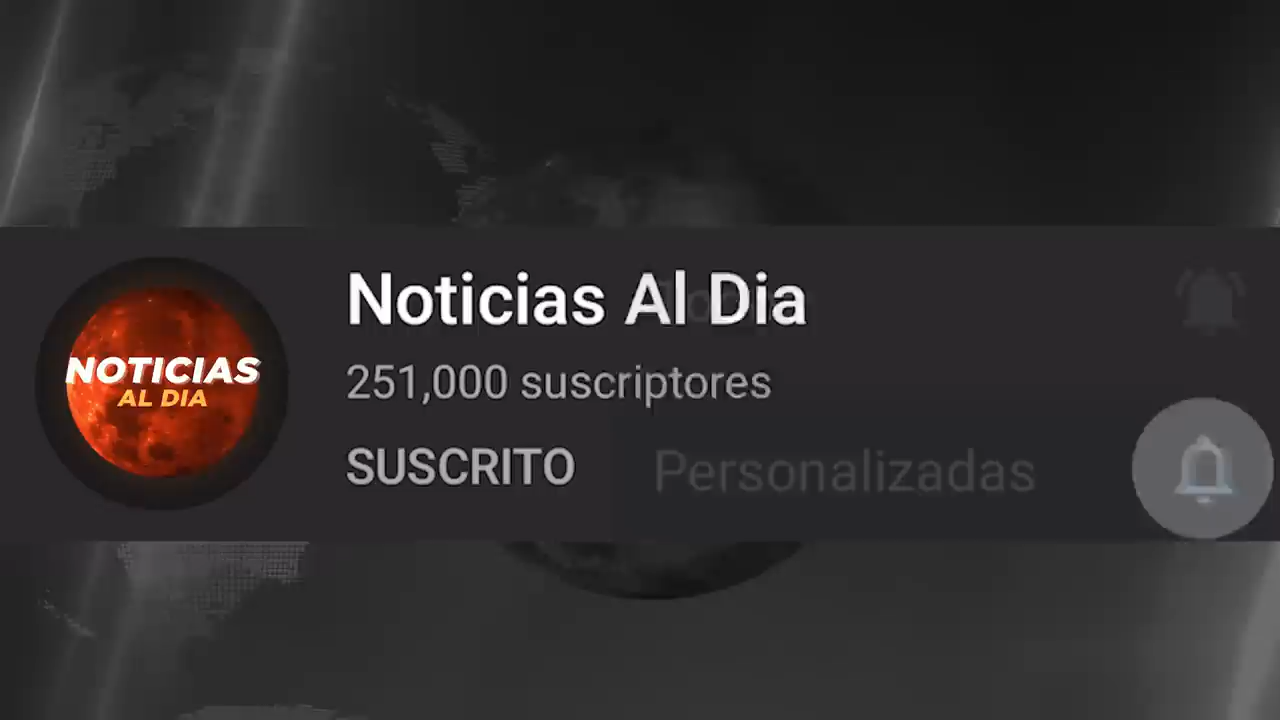 NOTICIAS
AL DIA
Noticias Al Dia
251,000 suscriptores
SUSCRITO
Personalizadas